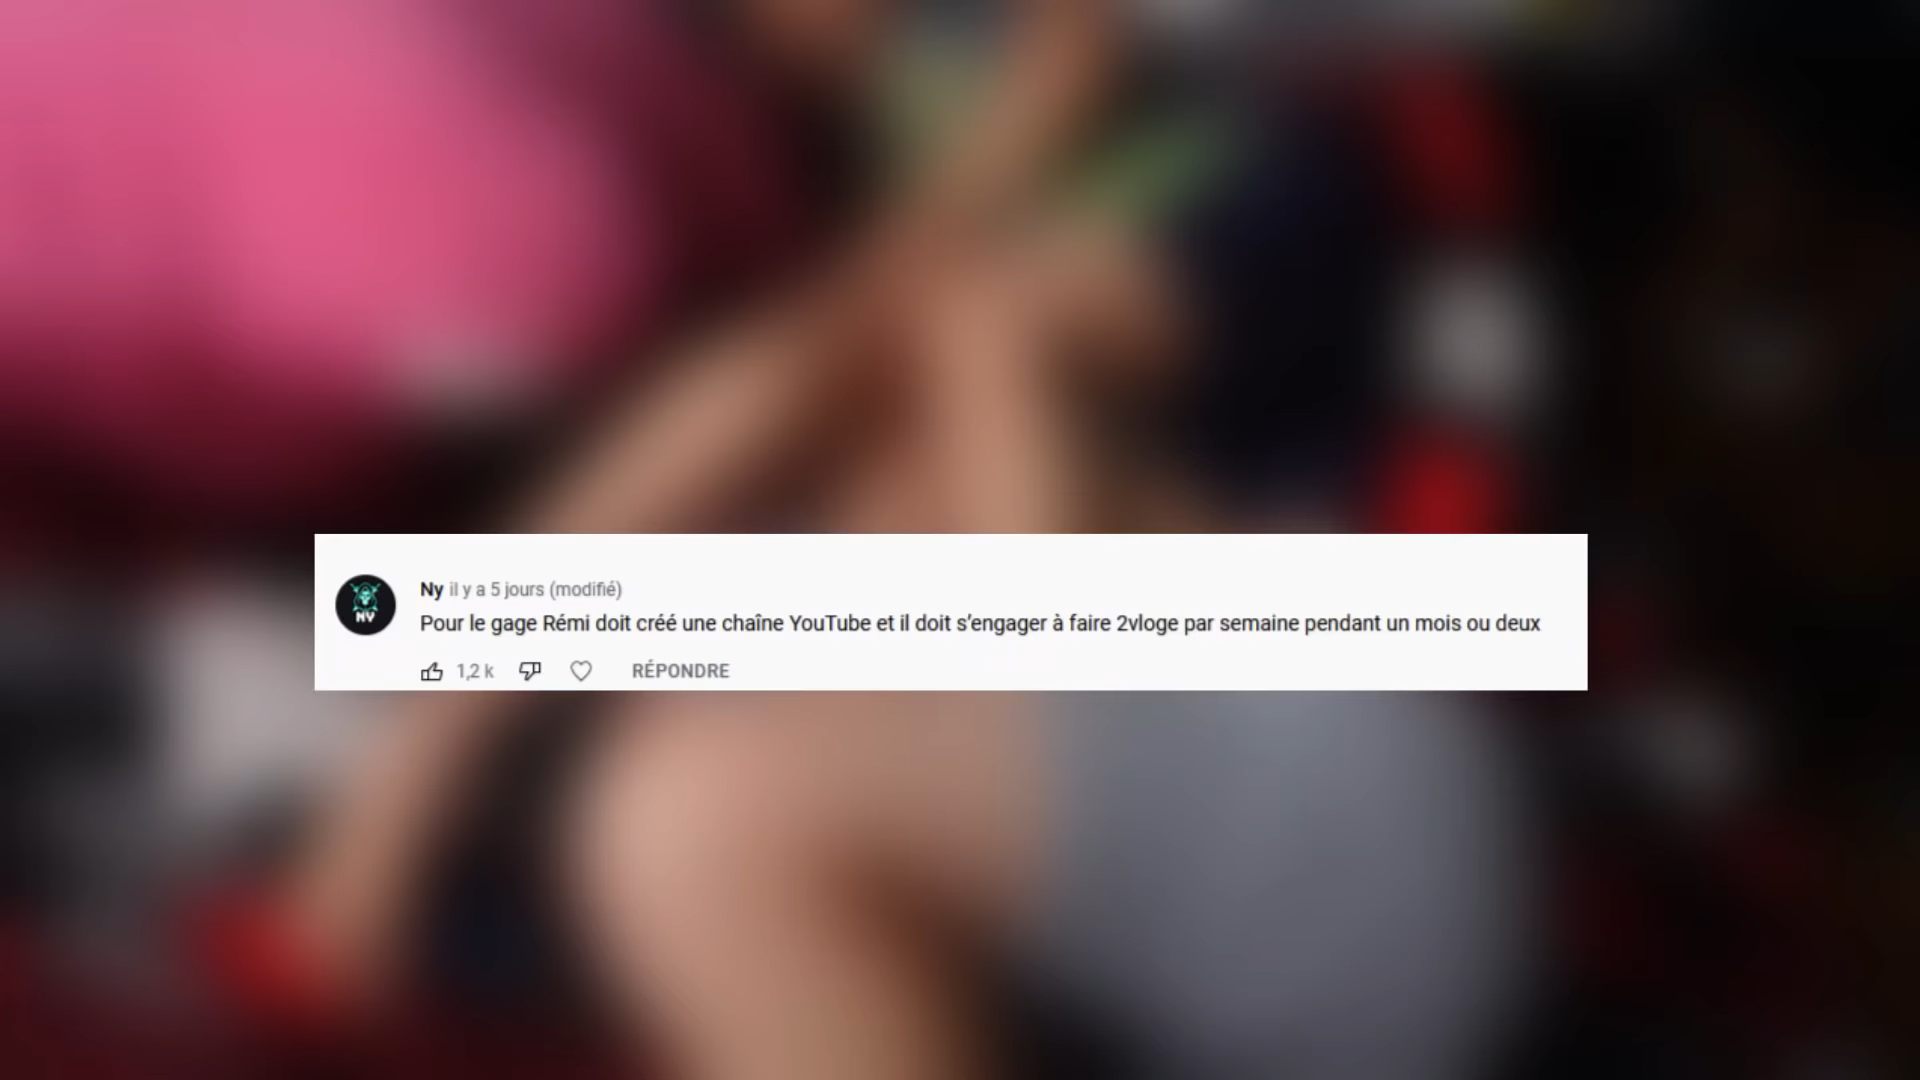 Ny il y a 5 jours (modifié)
NY
Pour le gage Rémi doit créé une chaîne YouTube et il doit s'engager à faire 2vloge par semaine pendant un mois ou deux
1,2 k RÉPONDRE